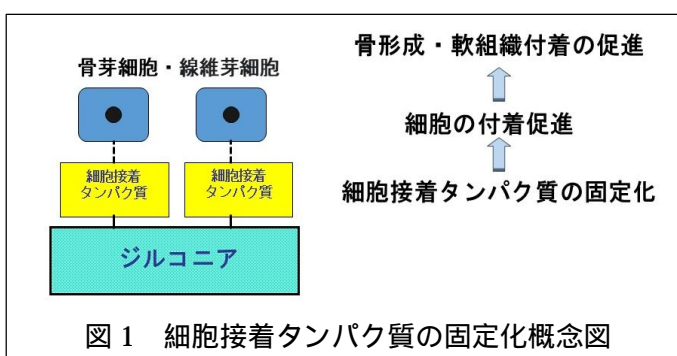 骨芽細胞・線維芽細胞
細胞接着
タンパク質
細胞接着
タンパク質
ジルコニア
骨形成・軟組織付着の促進
細胞の付着促進
細胞接着タンパク質の固定化
図 1 細胞接着タンパク質の固定化概念図